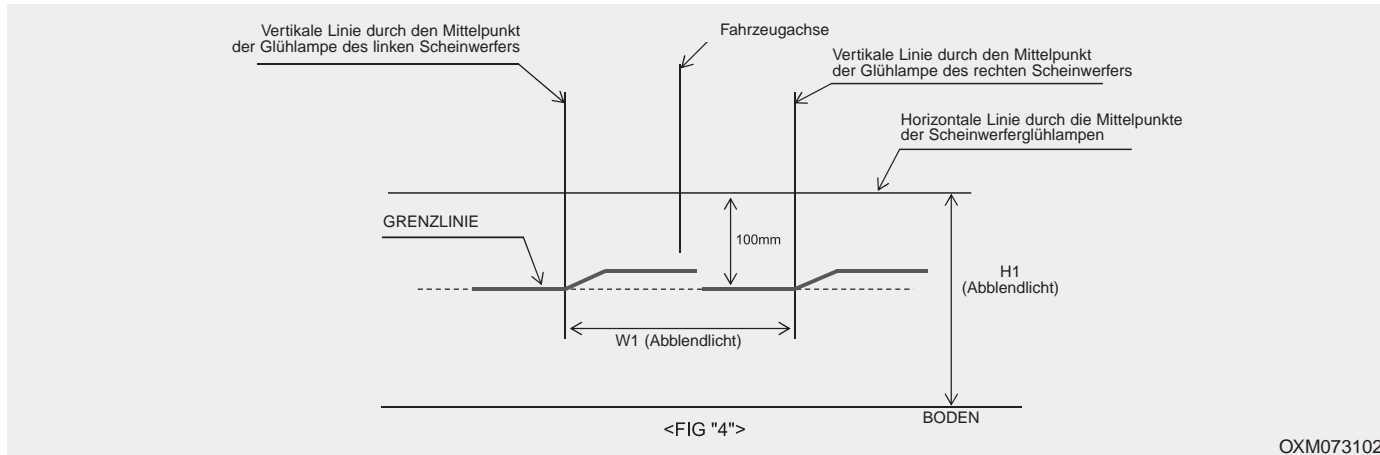 Vertikale Linie durch den Mittelpunkt
der Glühlampe des linken Scheinwerfers
Fahrzeugachse
Vertikale Linie durch den Mittelpunkt
der Glühlampe des rechten Scheinwerfers
Horizontale Linie durch die Mittelpunkte
der Scheinwerferglühlampen
GRENZLINIE
100mm
H1
(Abblendlicht)
W1 (Abblendlicht)
BODEN
<FIG "4">
OXM073102